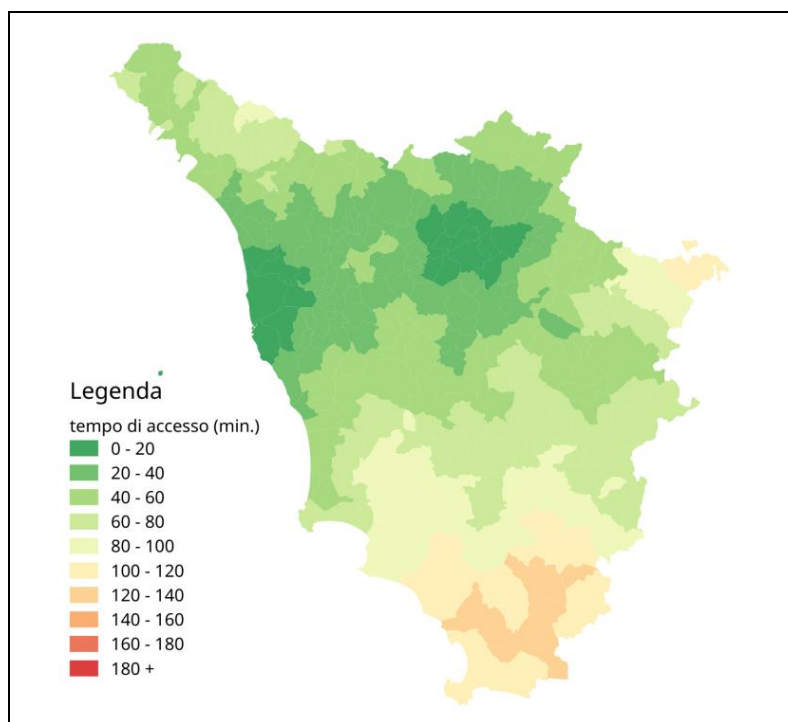 Legenda
tempo di accesso (min.)
0 - 20
20 - 40
40 - 60
60 - 80
80 - 100
100 - 120
120 - 140
140 - 160
160 - 180
180 +